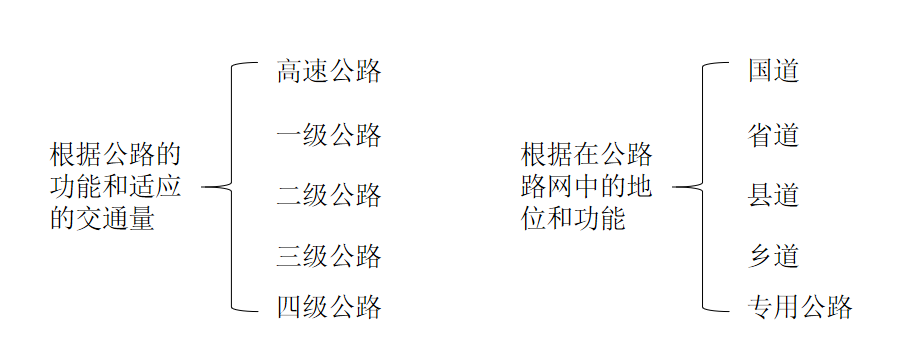 根据公路的
功能和适应
的交通量
高速公路
一级公路
二级公路
三级公路
四级公路
根据在公路
路网中的地
位和功能
国道
省道
县道
乡道
专用公路